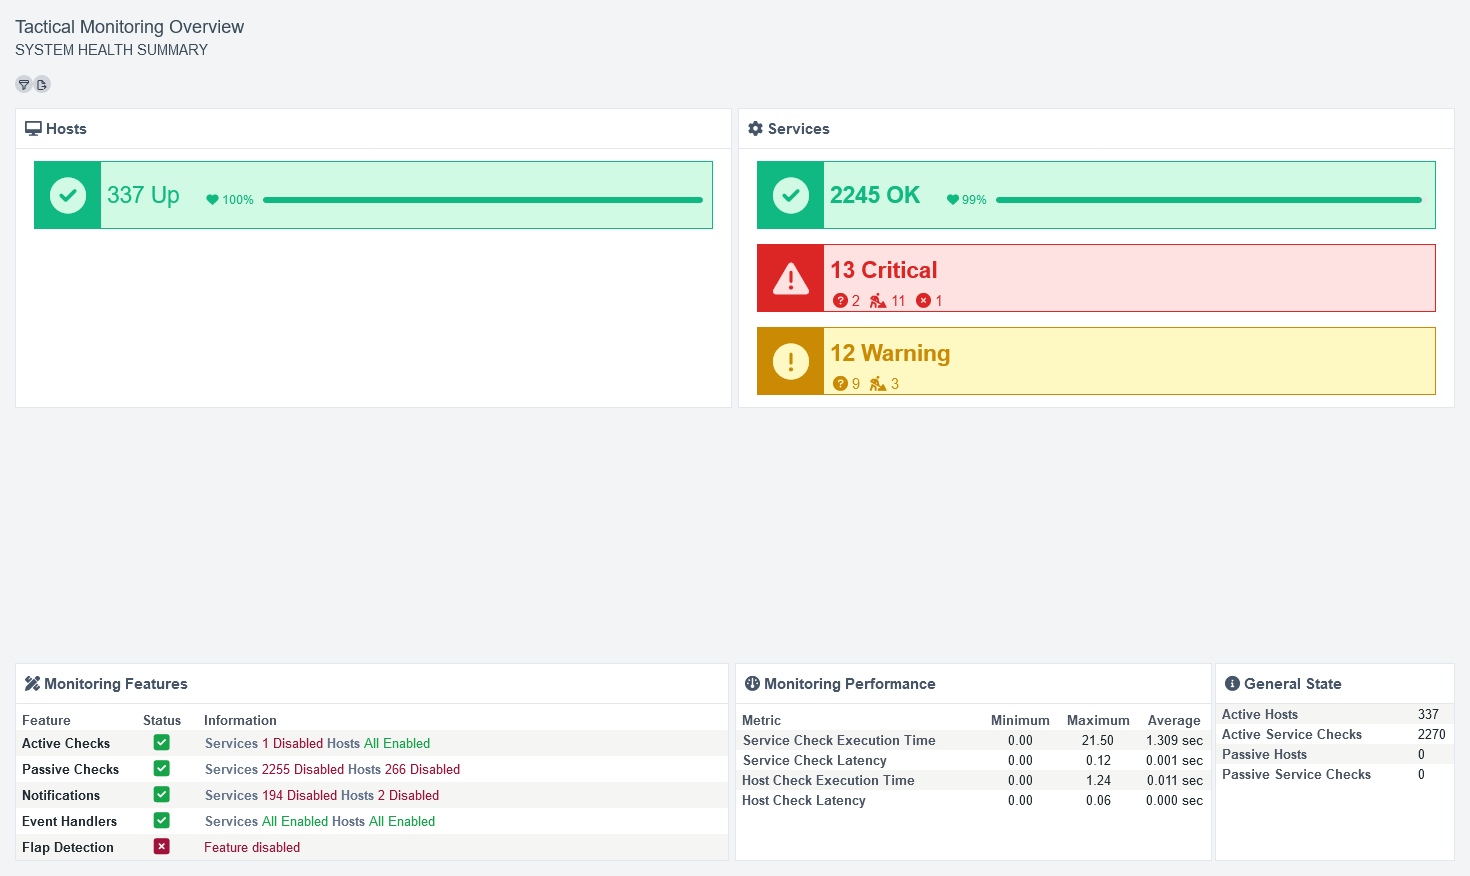 Tactical Monitoring Overview
SYSTEM HEALTH SUMMARY
Hosts
337 Up 100%
Services
2245 OK 99%
13 Critical
2 11 1
12 Warning
9 3
Monitoring Features
Feature Status Information
Active Checks Services 1 Disabled Hosts All Enabled
Passive Checks Services 2255 Disabled Hosts 266 Disabled
Notifications Services 194 Disabled Hosts 2 Disabled
Event Handlers Services All Enabled Hosts All Enabled
Flap Detection Feature disabled
Monitoring Performance
Metric Minimum Maximum Average
Service Check Execution Time 0.00 21.50 1.309 sec
Service Check Latency 0.00 0.12 0.001 sec
Host Check Execution Time 0.00 1.24 0.011 sec
Host Check Latency 0.00 0.06 0.000 sec
General State
Active Hosts 337
Active Service Checks 2270
Passive Hosts 0
Passive Service Checks 0